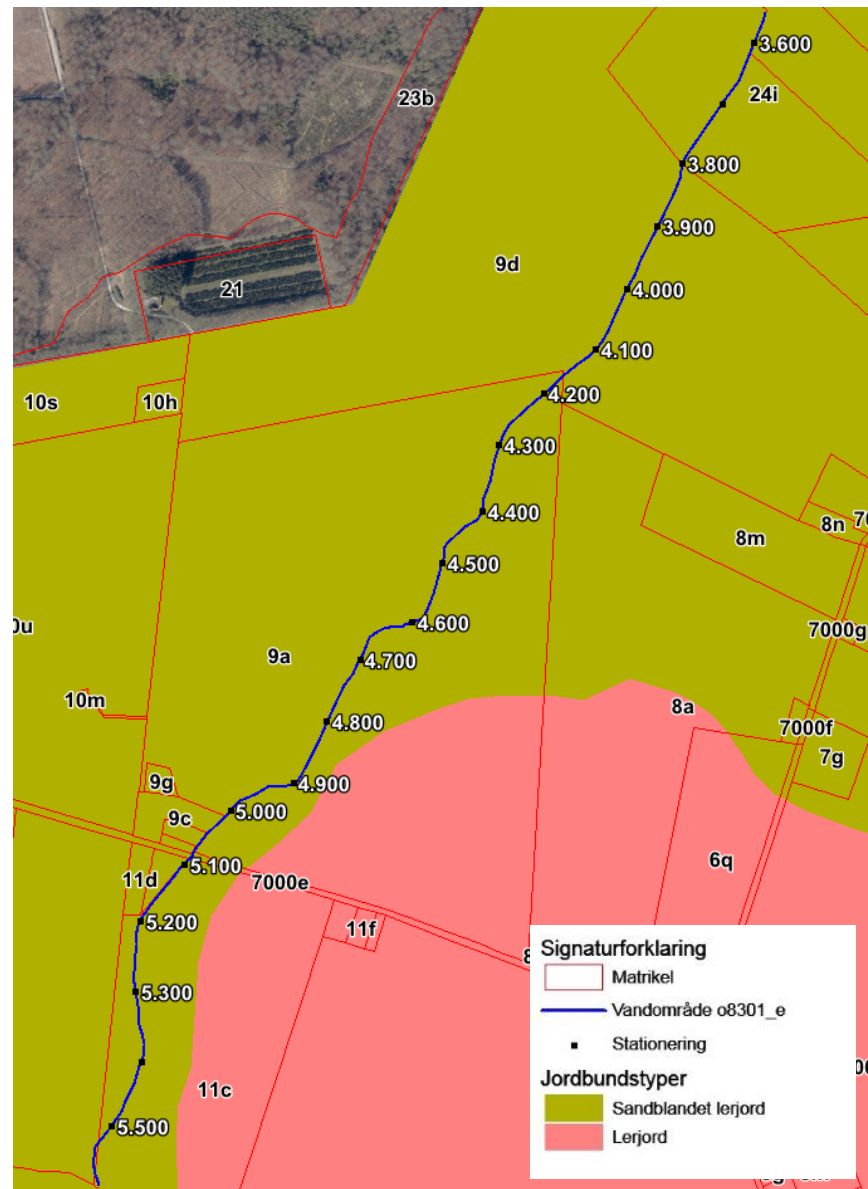 3.600
23b
24i
3.800
3.900
9d
21
4.000
4.100
10s
10h
4.200
4.300
4.400
8m
8n
4.500
4.600
7000g
9a
4.700
10m
8a
4.800
7000f
7g
9g
4.900
5.000
9c
6q
5.100
11d
7000e
5.200
11f
Signaturforklaring
Matrikel
5.300
Vandområde o8301_e
Stationering
Jordbundstyper
11c
Sandblandet lerjord
5.500
Lerjord